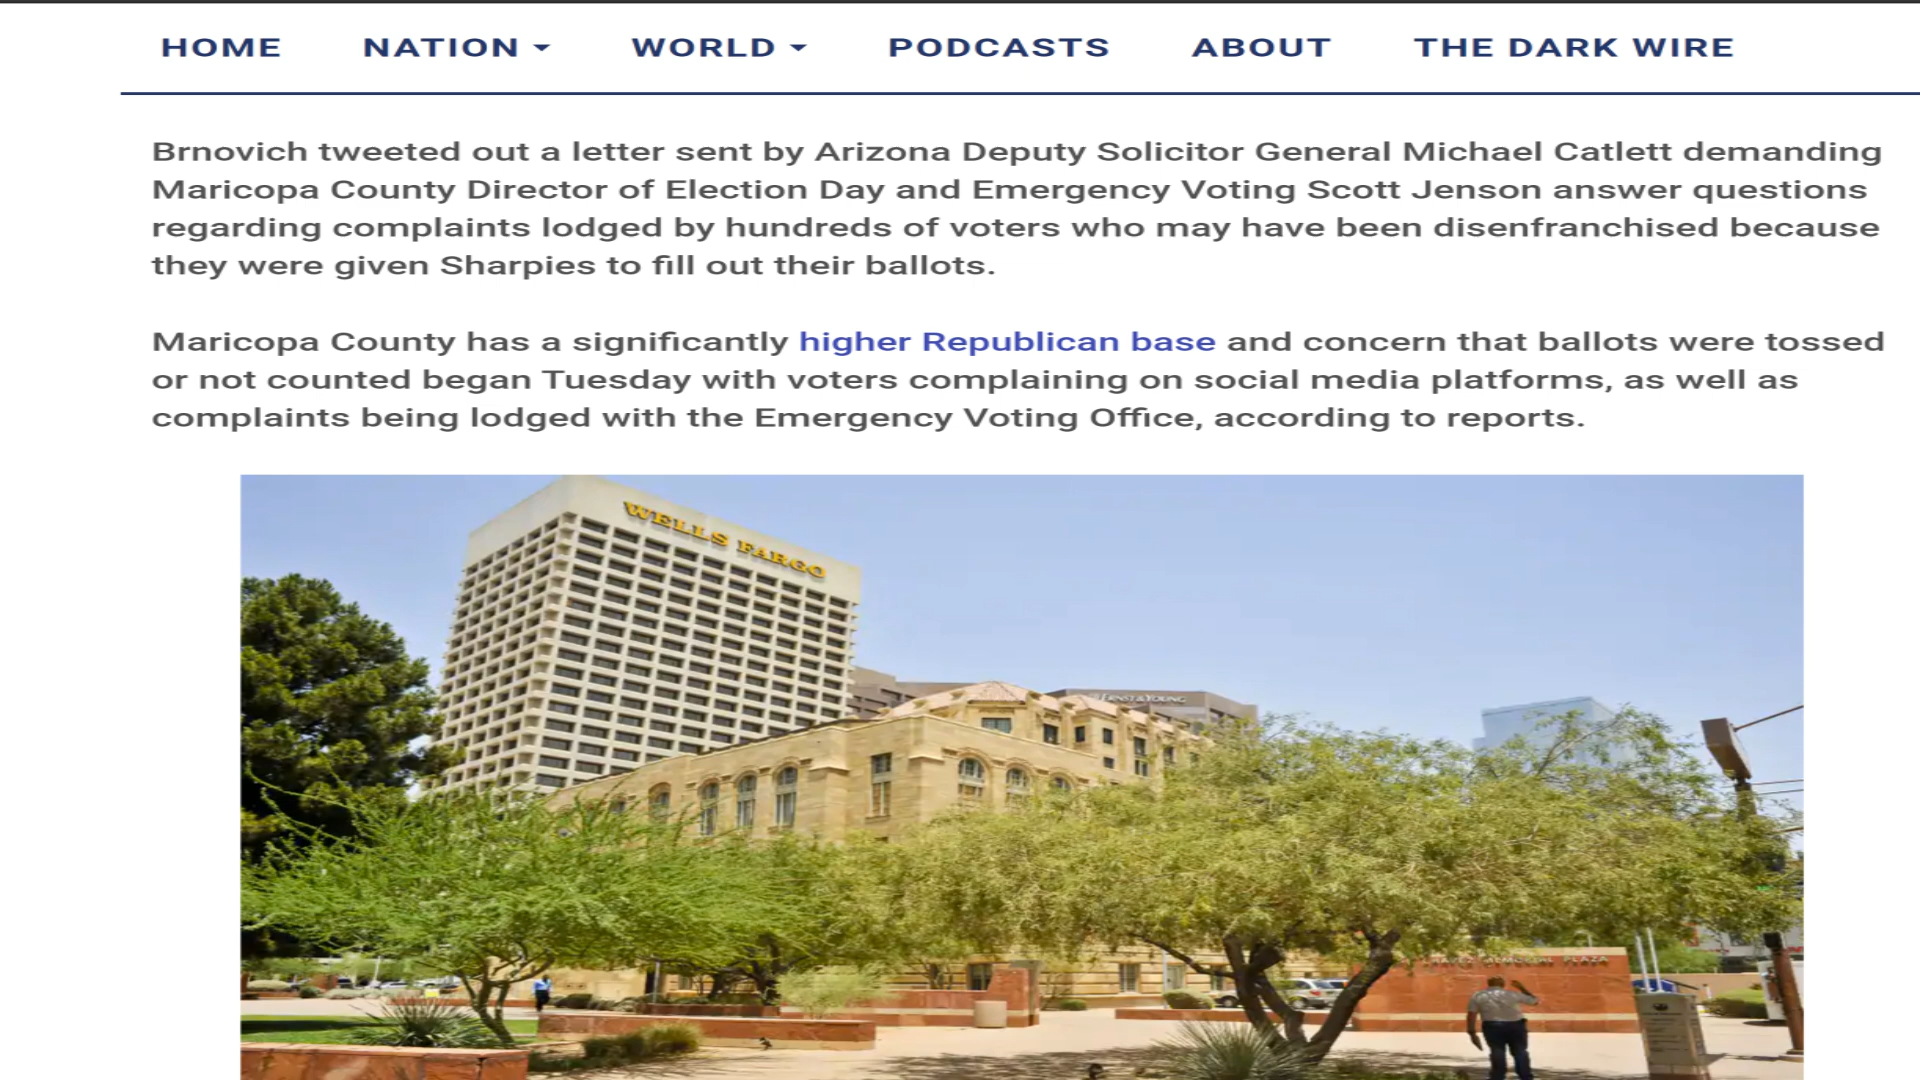 HOME NATION WORLD PODCASTS ABOUT THE DARK WIRE
Brnovich tweeted out a letter sent by Arizona Deputy Solicitor General Michael Catlett demanding
Maricopa County Director of Election Day and Emergency Voting Scott Jenson answer questions
regarding complaints lodged by hundreds of voters who may have been disenfranchised because
they were given Sharpies to fill out their ballots.
Maricopa County has a significantly higher Republican base and concern that ballots were tossed
or not counted began Tuesday with voters complaining on social media platforms, as well as
complaints being lodged with the Emergency Voting Office, according to reports.
WELLS FARGO
ERNST & YOUNG
MEMORIAL PLAZA